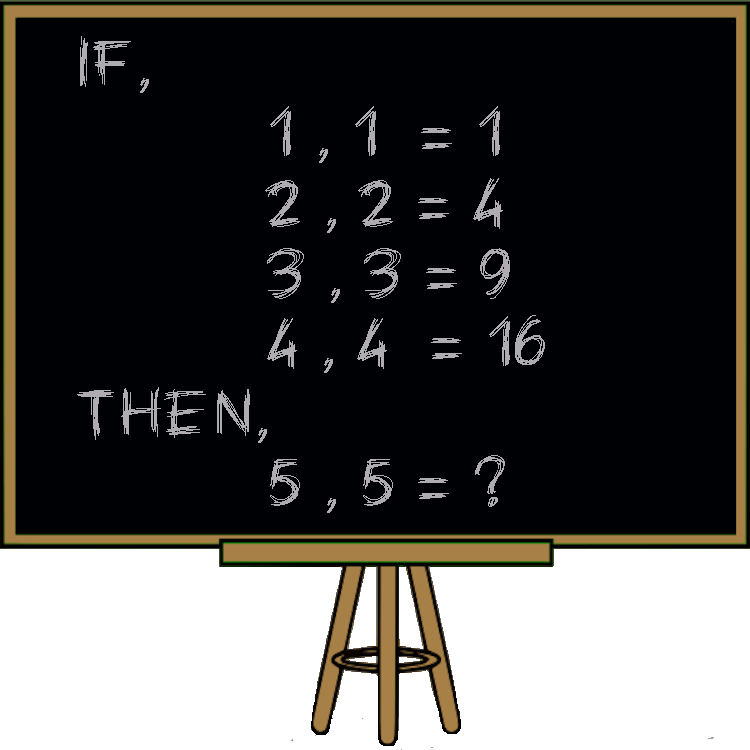 IF,
1 , 1 = 1
2 , 2 = 4
3 , 3 = 9
4 , 4 = 16
THEN,
5 , 5 = ?